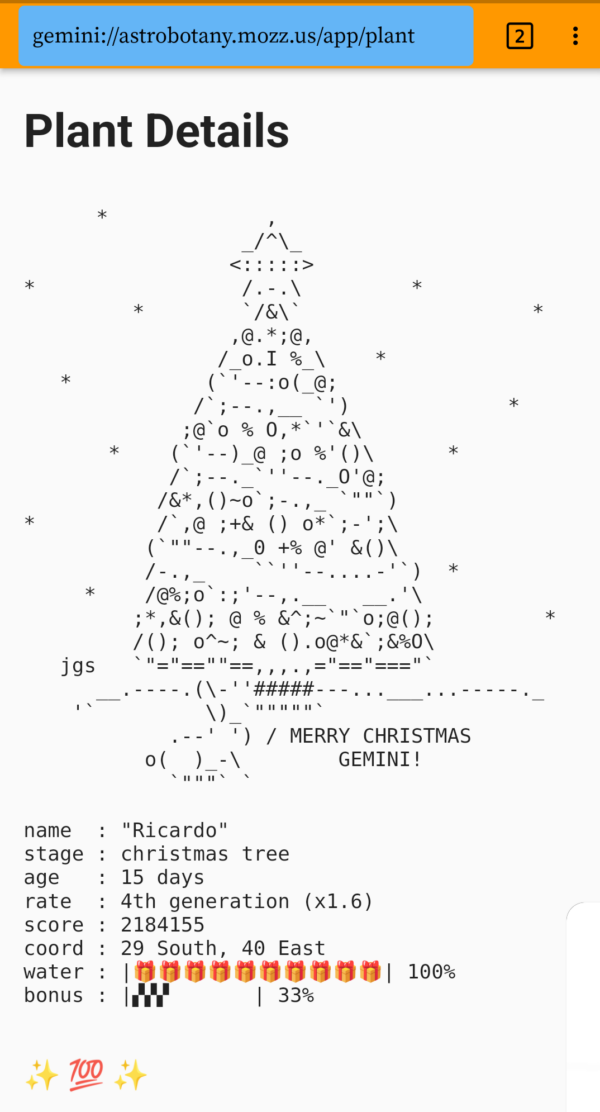 gemini://astrobotany.mozz.us/app/plant
2
Plant Details
jgs
MERRY CHRISTMAS
GEMINI!
name : "Ricardo"
stage : christmas tree
age : 15 days
rate : 4th generation (x1.6)
score : 2184155
coord : 29 South, 40 East
water : |🎁🎁🎁🎁🎁🎁🎁🎁🎁🎁| 100%
bonus : |▞▞▞ | 33%
✨ 💯 ✨